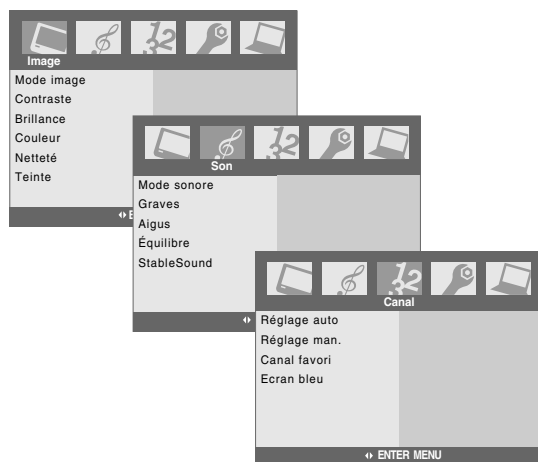 Image
Mode image
Contraste
Brillance
Couleur
Netteté
Teinte
Son
Mode sonore
Graves
Aigus
Équilibre
StableSound
Canal
Réglage auto
Réglage man.
Canal favori
Ecran bleu
ENTER MENU